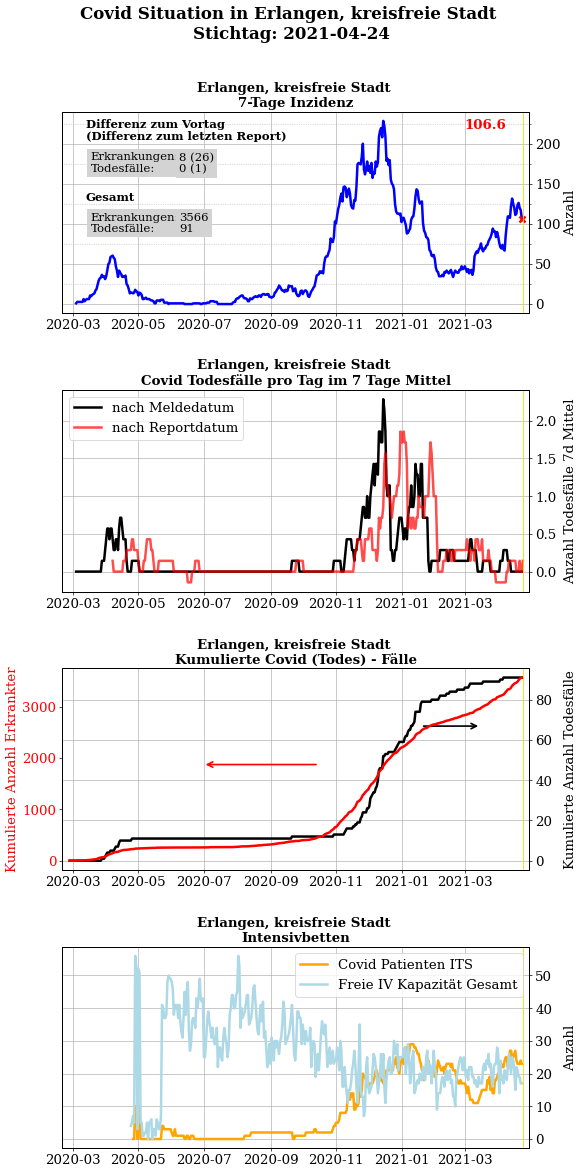 Covid Situation in Erlangen, kreisfreie Stadt
Stichtag: 2021-04-24
Erlangen, kreisfreie Stadt
7-Tage Inzidenz
Differenz zum Vortag
(Differenz zum letzten Report)
Erkrankungen 8 (26)
Todesfälle: 0 (1)
Gesamt
Erkrankungen 3566
Todesfälle: 91
106.6
200
150
100
50
0
Anzahl
2020-03 2020-05 2020-07 2020-09 2020-11 2021-01 2021-03
Erlangen, kreisfreie Stadt
Covid Todesfälle pro Tag im 7 Tage Mittel
nach Meldedatum
nach Reportdatum
2.0
1.5
1.0
0.5
0.0
Anzahl Todesfälle 7d Mittel
2020-03 2020-05 2020-07 2020-09 2020-11 2021-01 2021-03
Erlangen, kreisfreie Stadt
Kumulierte Covid (Todes) - Fälle
Kumulierte Anzahl Erkrankter
3000
2000
1000
0
80
60
40
20
0
Kumulierte Anzahl Todesfälle
2020-03 2020-05 2020-07 2020-09 2020-11 2021-01 2021-03
Erlangen, kreisfreie Stadt
Intensivbetten
Covid Patienten ITS
Freie IV Kapazität Gesamt
50
40
30
20
10
0
Anzahl
2020-03 2020-05 2020-07 2020-09 2020-11 2021-01 2021-03